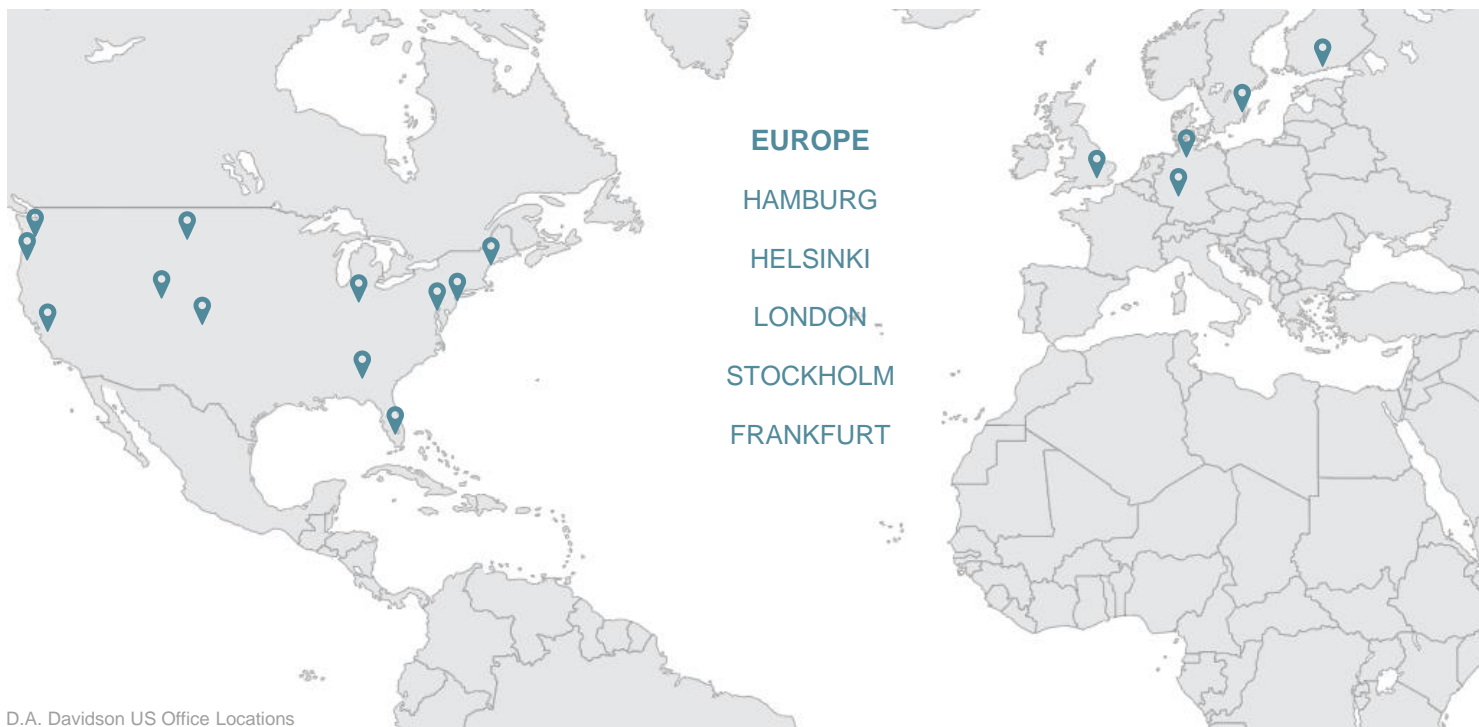 EUROPE
HAMBURG
HELSINKI
LONDON
STOCKHOLM
FRANKFURT
D.A. Davidson US Office Locations